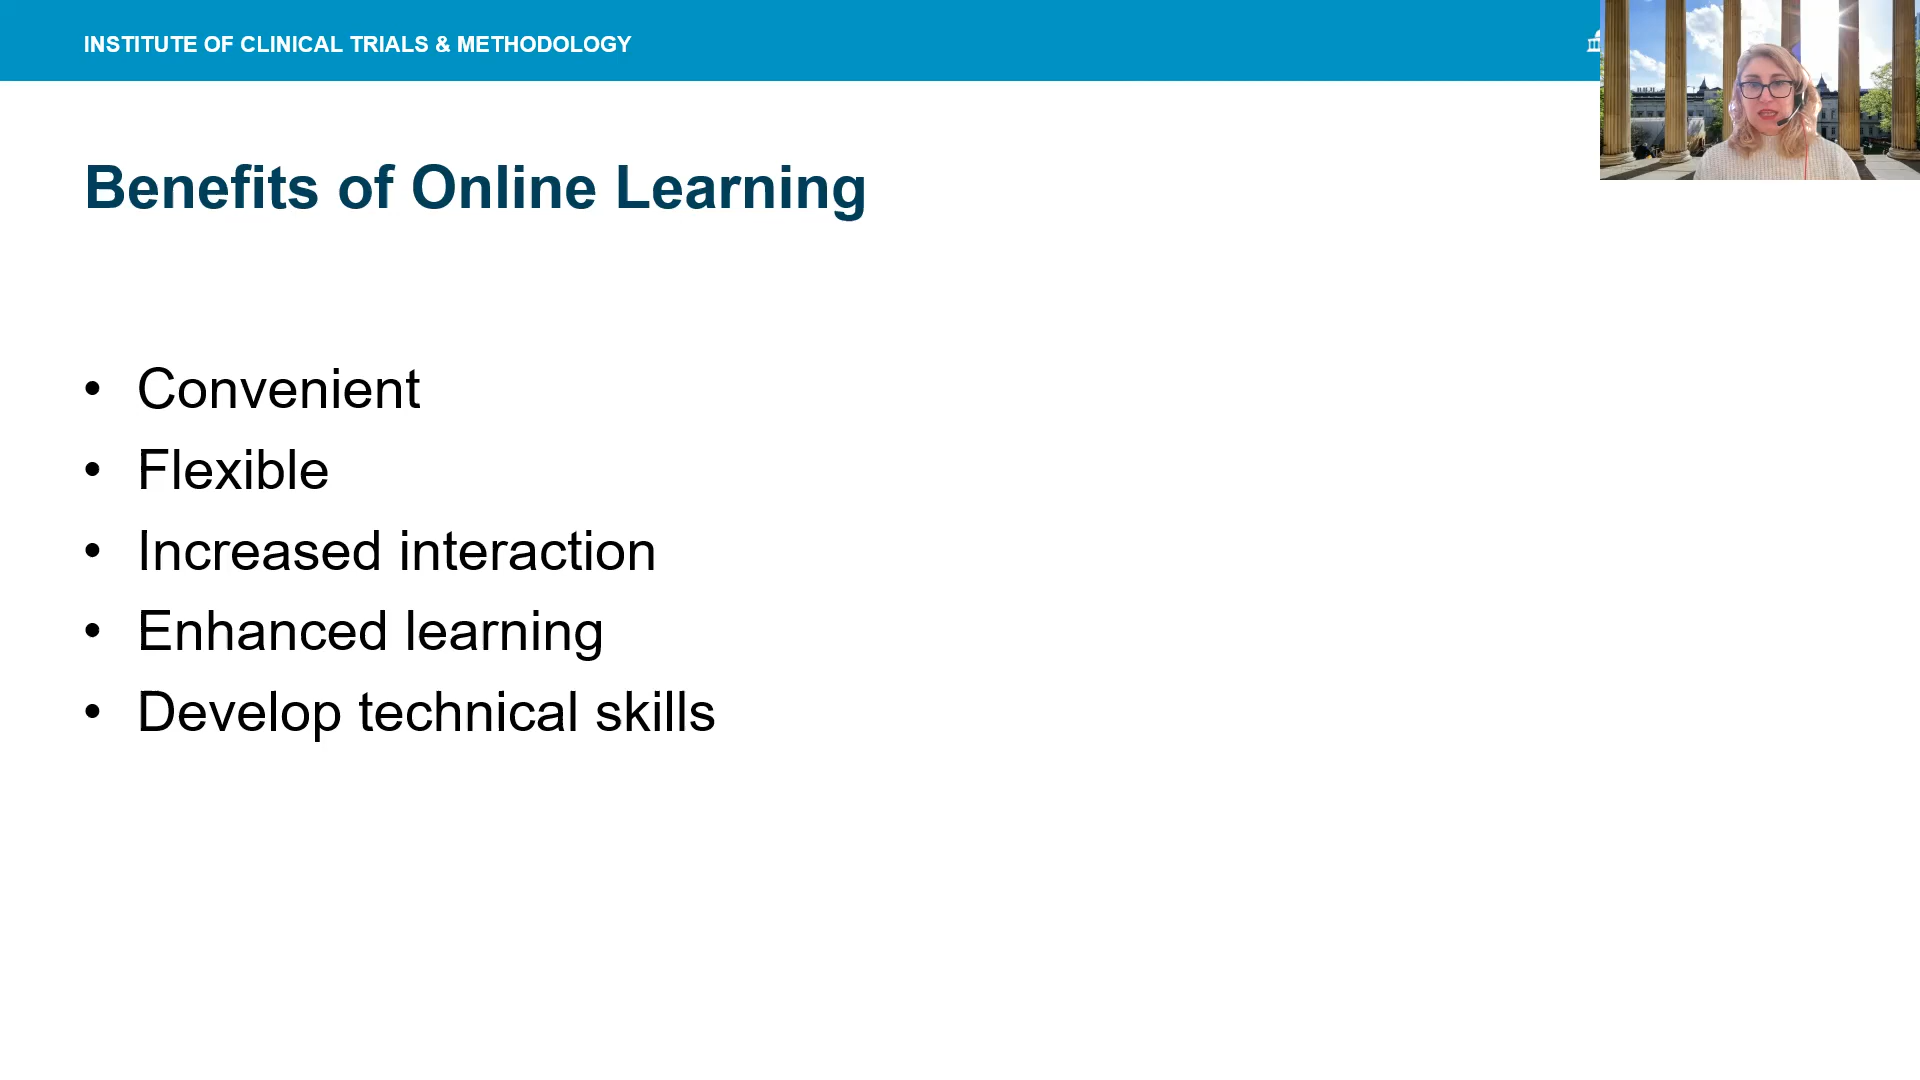 INSTITUTE OF CLINICAL TRIALS & METHODOLOGY
Benefits of Online Learning
• Convenient
• Flexible
• Increased interaction
• Enhanced learning
• Develop technical skills